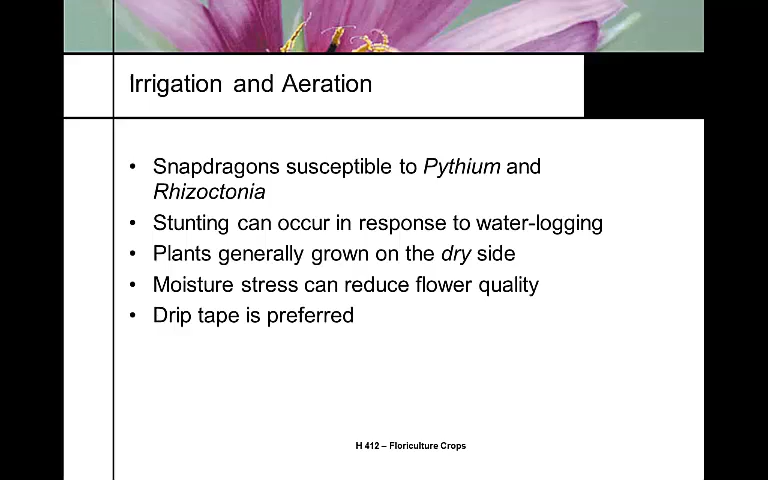 Irrigation and Aeration
• Snapdragons susceptible to Pythium and
Rhizoctonia
• Stunting can occur in response to water-logging
• Plants generally grown on the dry side
• Moisture stress can reduce flower quality
• Drip tape is preferred
H 412 – Floriculture Crops